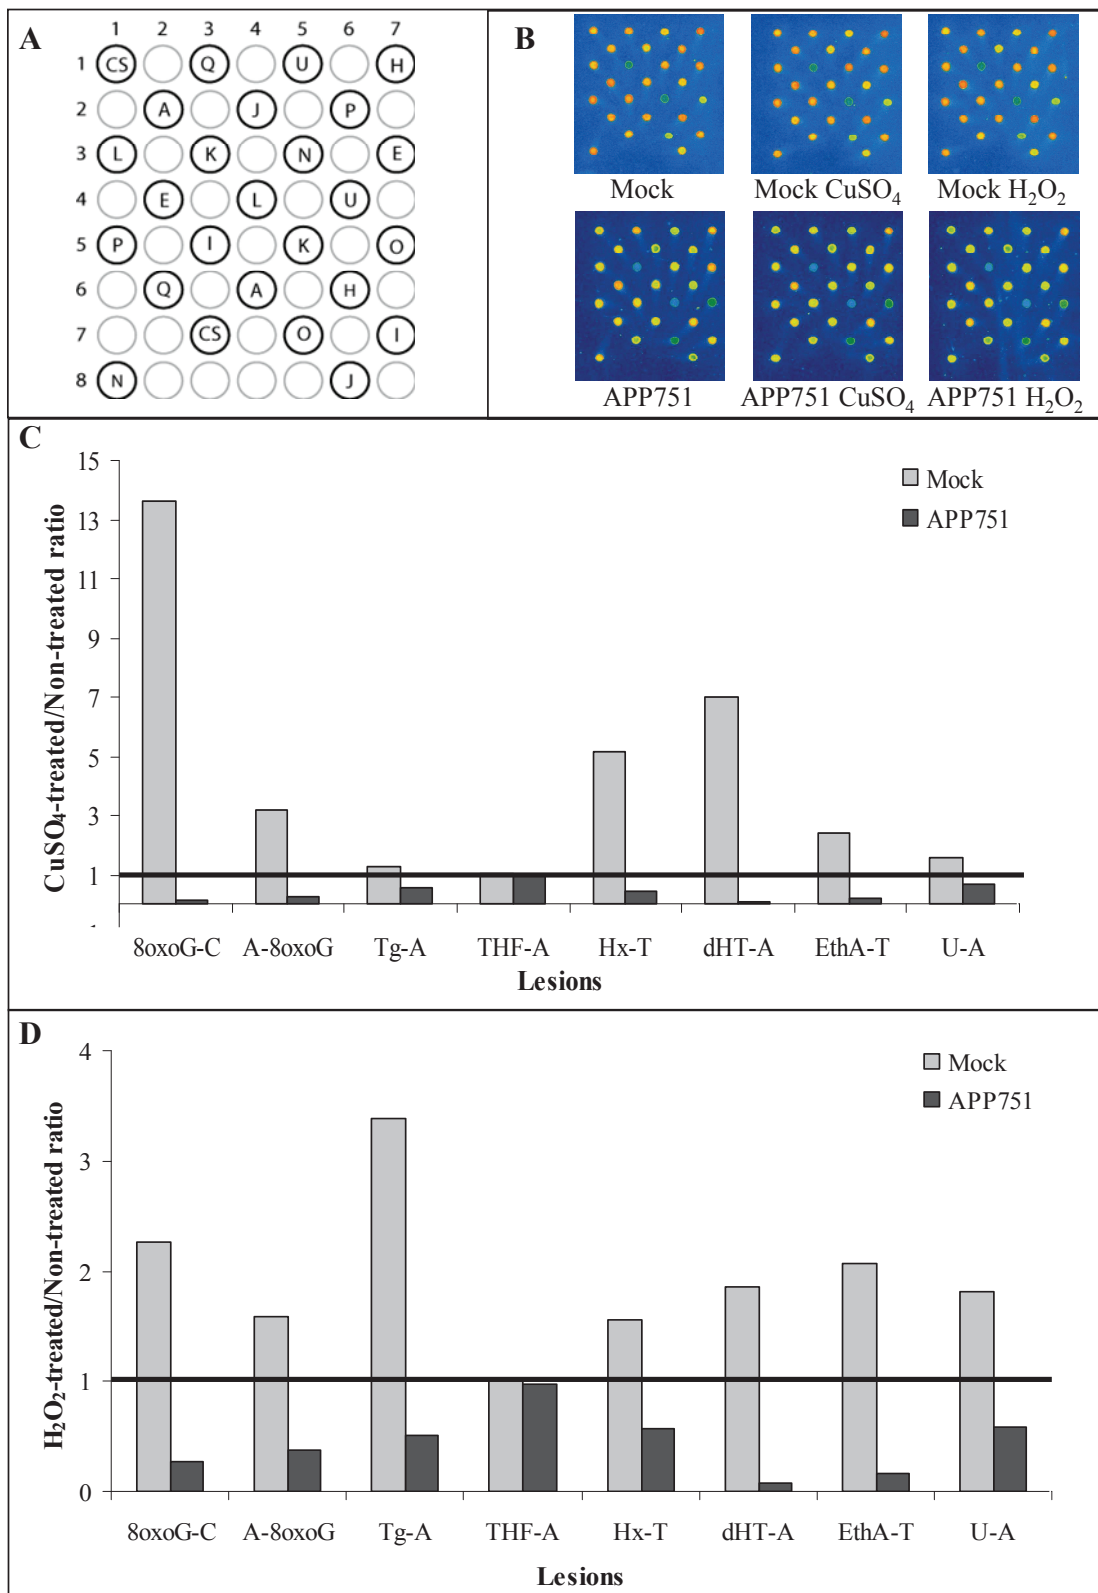 A
1 2 3 4 5 6 7
1 CS Q U H
2 A J P
3 L K N E
4 E L U
5 P I K O
6 Q A H
7 CS O I
8 N J
B
Mock Mock CuSO₄ Mock H₂O₂
APP751 APP751 CuSO₄ APP751 H₂O₂
C
CuSO₄-treated/Non-treated ratio
15
13
11
9
7
5
3
1
Mock
APP751
8oxoG-C A-8oxoG Tg-A THF-A Hx-T dHT-A EthA-T U-A
Lesions
D
H₂O₂-treated/Non-treated ratio
4
3
2
1
0
Mock
APP751
8oxoG-C A-8oxoG Tg-A THF-A Hx-T dHT-A EthA-T U-A
Lesions